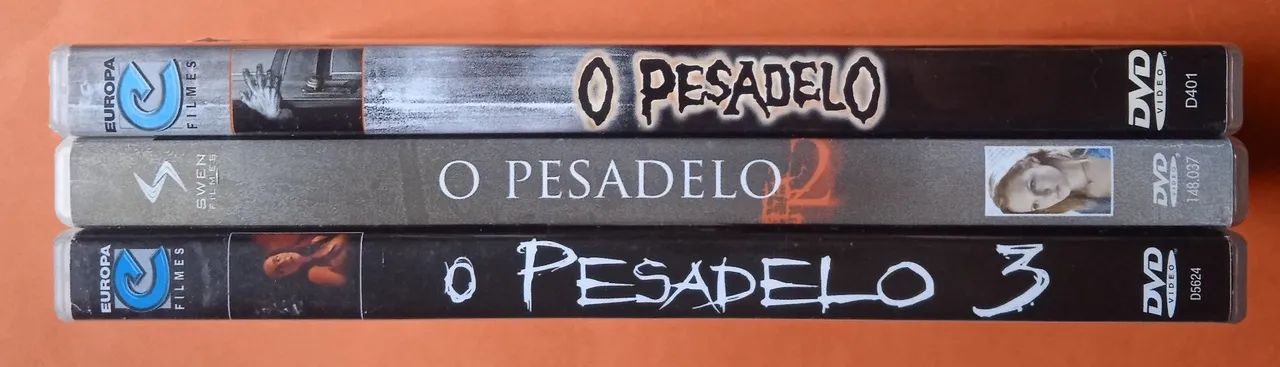 EUROPA FILMES O PESADELO DVD VIDEO D401
SWEN FILMES O PESADELO 2 DVD VIDEO 148.037
EUROPA FILMES O PESADELO 3 DVD VIDEO D5624